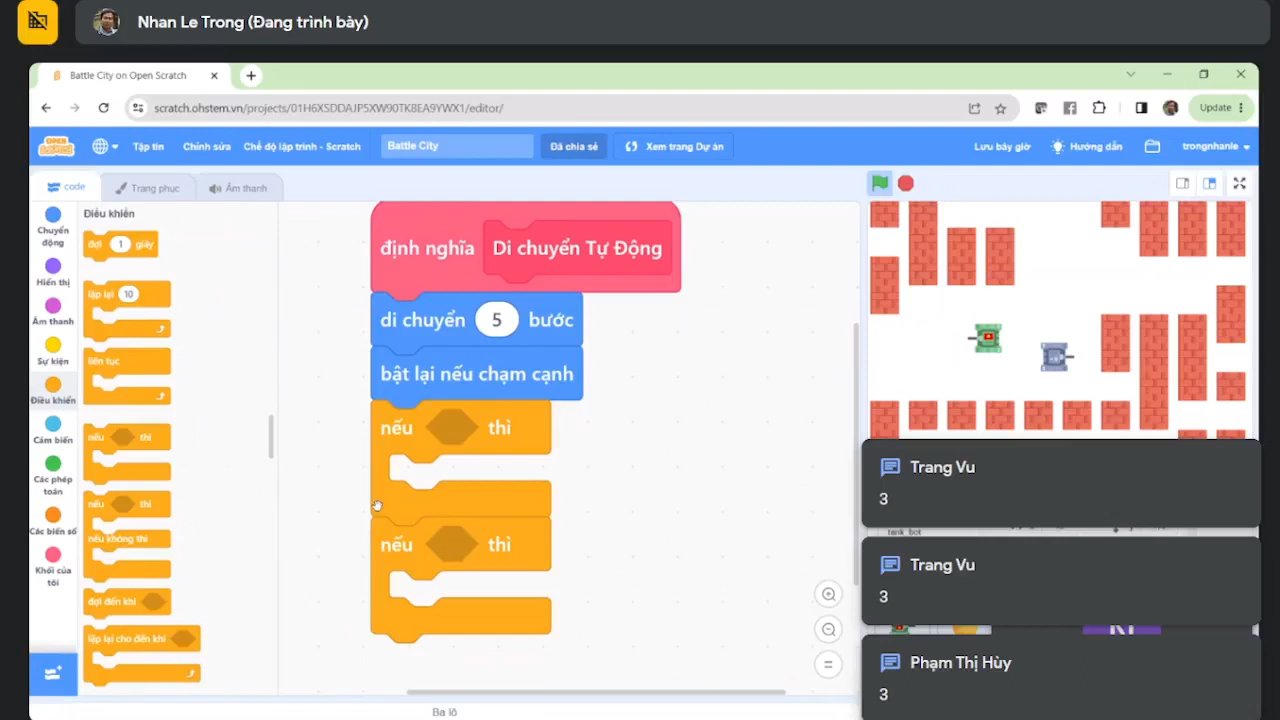 Nhan Le Trong (Đang trình bày)
Battle City on Open Scratch
scratch.ohstem.vn/projects/01H6XSDDAJP5XW90TK8EA9YWX1/editor/
Update
OPEN
Tập tin
Chỉnh sửa
Chế độ lập trình - Scratch
Battle City
Đã chia sẻ
Xem trang Dự án
Lưu bây giờ
Hướng dẫn
trongnhanle
code
Trang phục
Âm thanh
Chuyển động
Hiển thị
Âm thanh
Sự kiện
Điều khiển
Cảm biến
Các phép toán
Các biến số
Khối của tôi
Điều khiển
đợi 1 giây
lặp lại 10
liên tục
nếu thì
nếu thì
nếu không thì
đợi đến khi
lặp lại cho đến khi
định nghĩa Di chuyển Tự Động
di chuyển 5 bước
bật lại nếu chạm cạnh
nếu thì
nếu thì
Ba lô
Trang Vu
3
tank_bot
Trang Vu
3
Phạm Thị Hùy
3